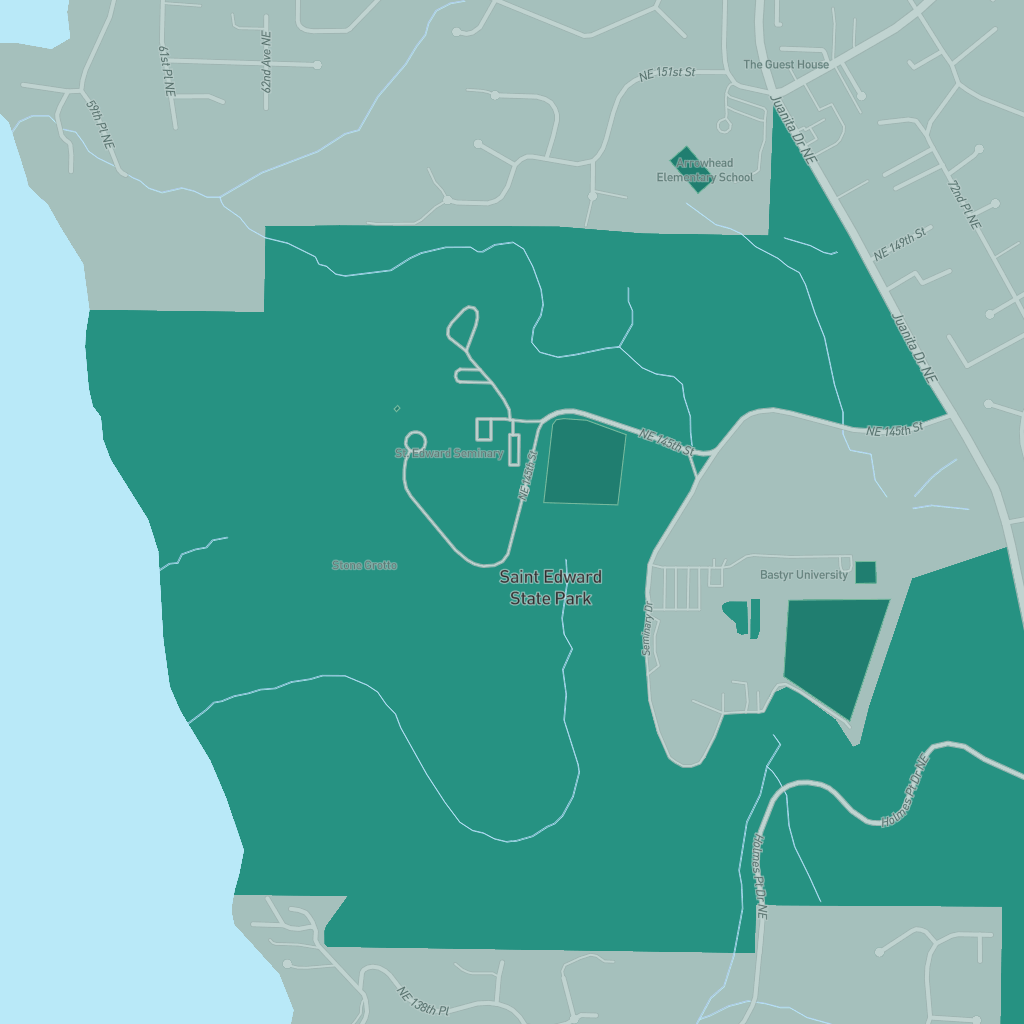 61st Pl NE
62nd Ave NE
59th Pl NE
NE 151st St
The Guest House
Juanita Dr NE
Arrowhead
Elementary School
72nd Pl NE
NE 149th St
Juanita Dr NE
NE 145th St
NE 145th St
St. Edward Seminary
NE 145th St
Stone Grotto
Saint Edward
State Park
Bastyr University
Seminary Dr
Holmes Pt Dr NE
Holmes Pt Dr NE
NE 138th Pl